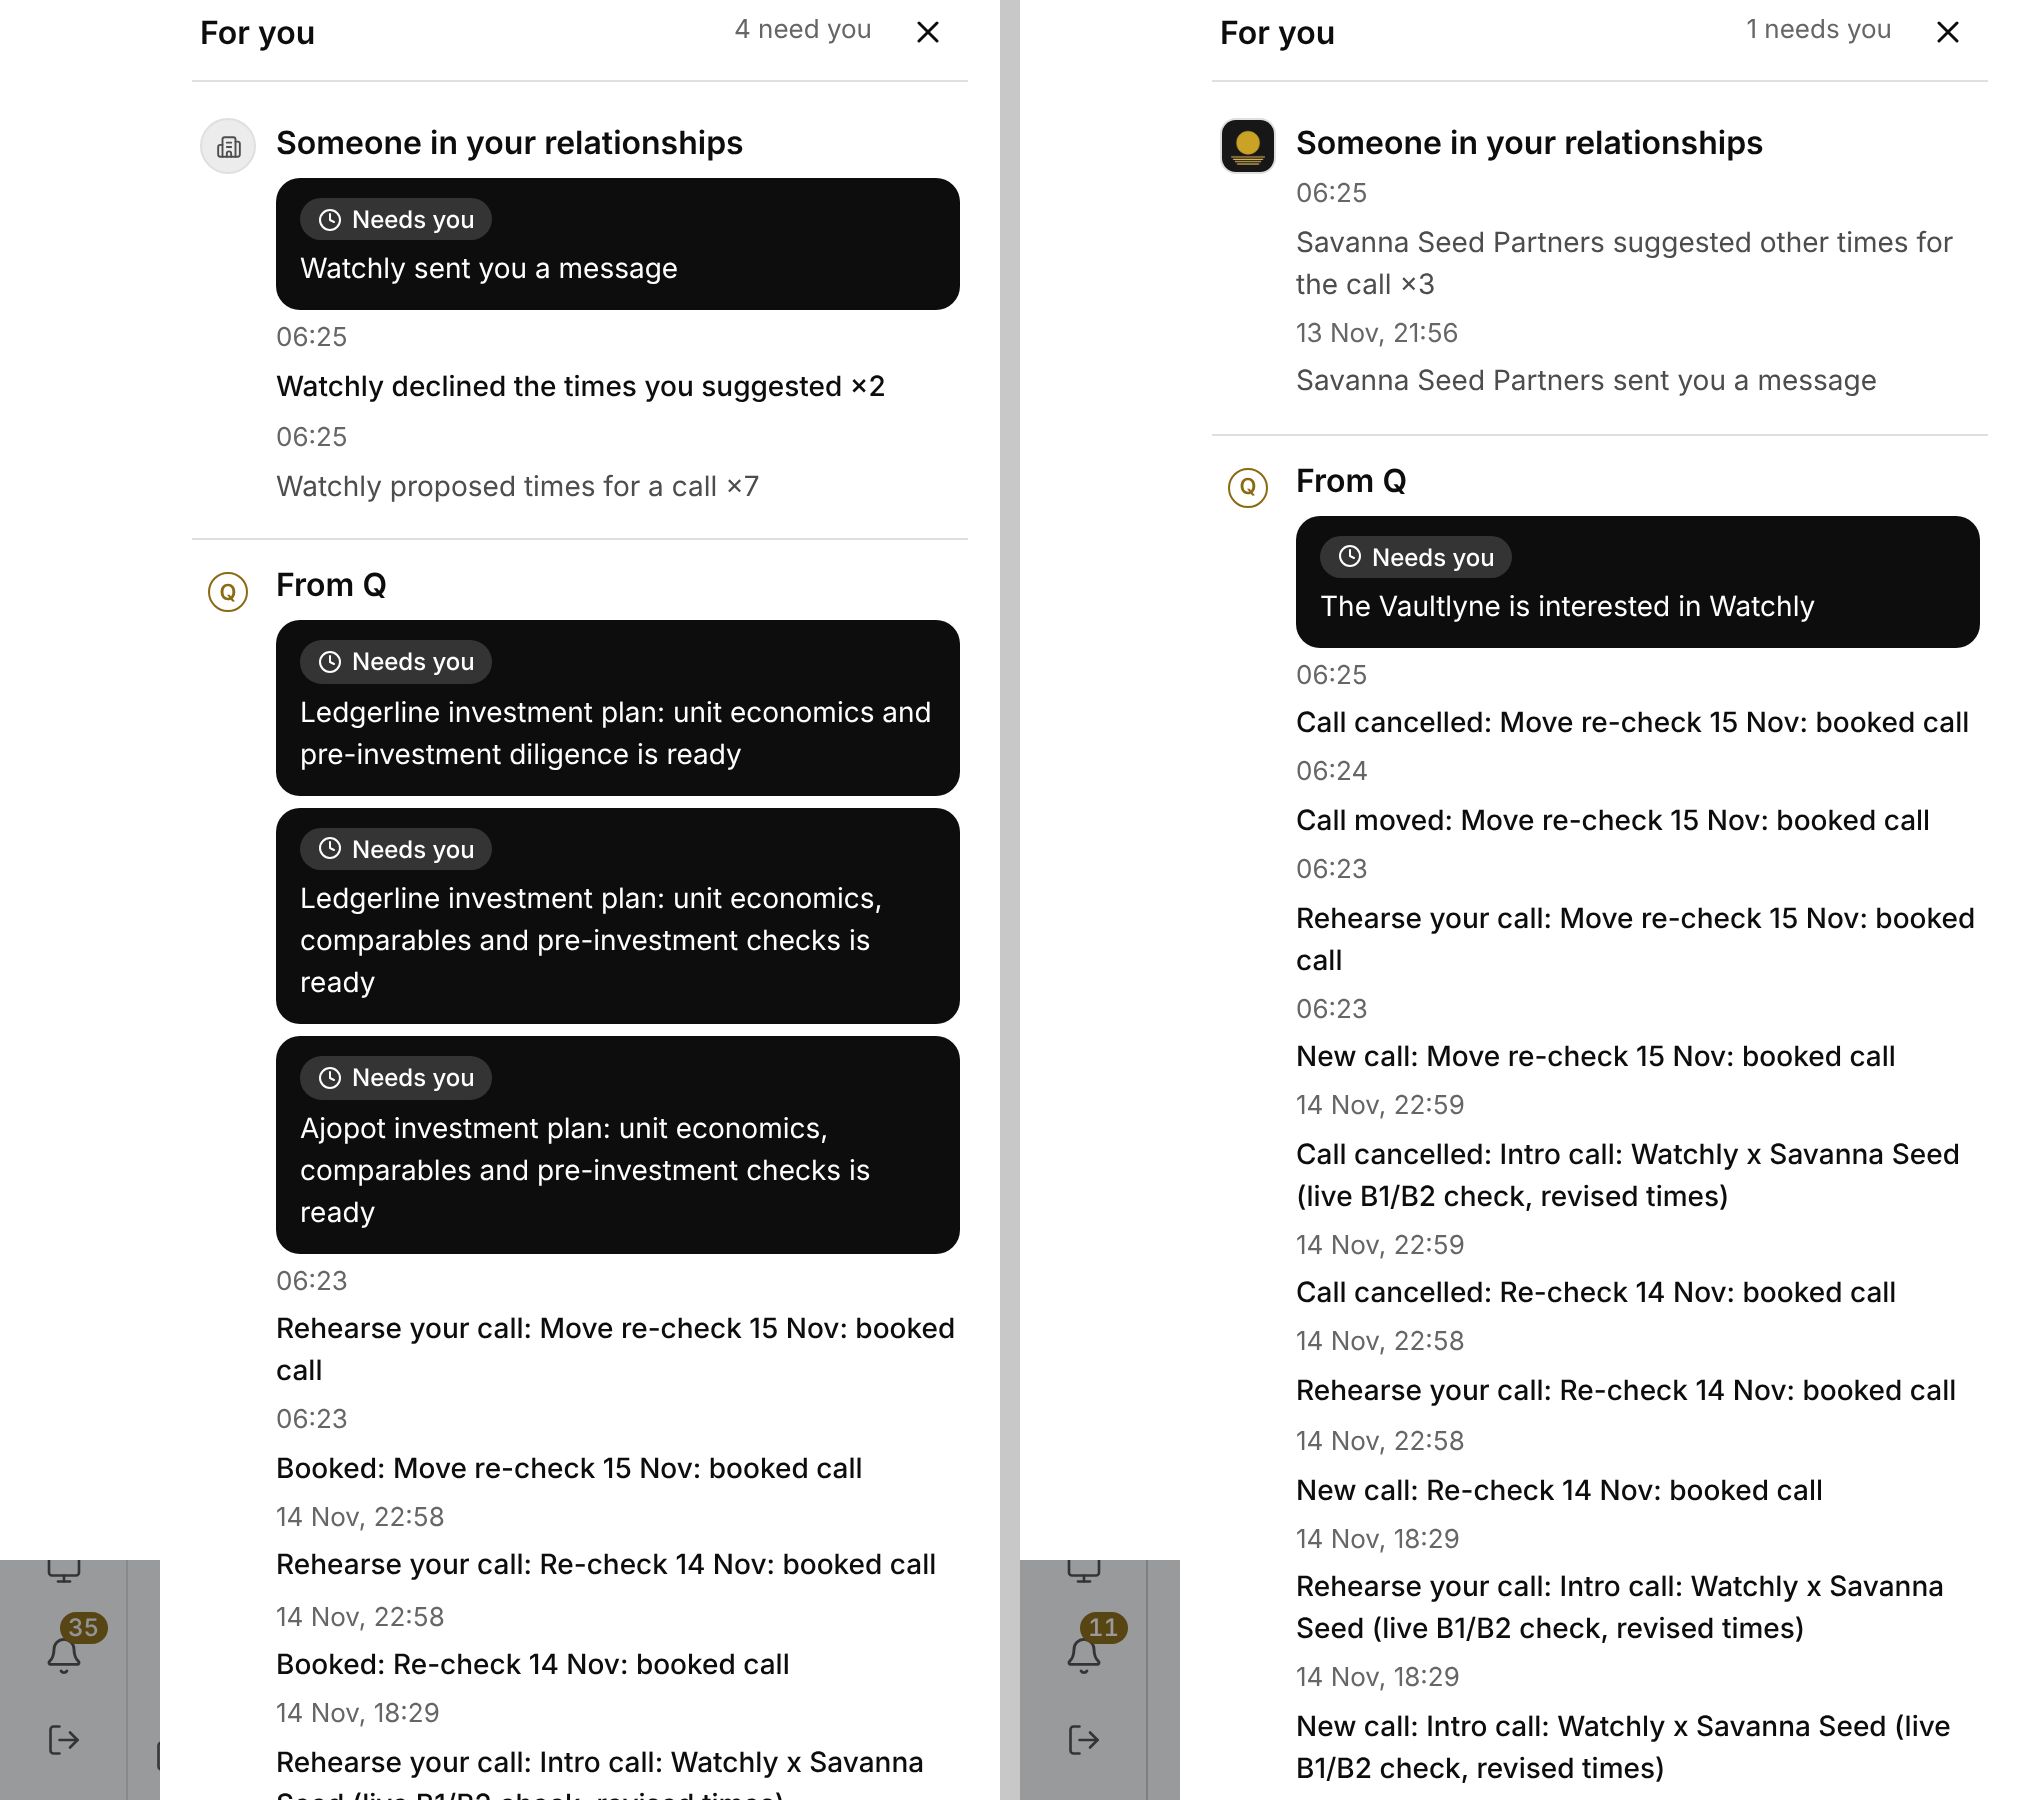 For you
4 need you
Someone in your relationships
Needs you
Watchly sent you a message
06:25
Watchly declined the times you suggested ×2
06:25
Watchly proposed times for a call ×7
Q
From Q
Needs you
Ledgerline investment plan: unit economics and
pre-investment diligence is ready
Needs you
Ledgerline investment plan: unit economics,
comparables and pre-investment checks is
ready
Needs you
Ajopot investment plan: unit economics,
comparables and pre-investment checks is
ready
06:23
Rehearse your call: Move re-check 15 Nov: booked
call
06:23
Booked: Move re-check 15 Nov: booked call
14 Nov, 22:58
Rehearse your call: Re-check 14 Nov: booked call
14 Nov, 22:58
Booked: Re-check 14 Nov: booked call
14 Nov, 18:29
Rehearse your call: Intro call: Watchly x Savanna
Seed (live B1/B2 check, revised times)
35
For you
1 needs you
Someone in your relationships
06:25
Savanna Seed Partners suggested other times for
the call ×3
13 Nov, 21:56
Savanna Seed Partners sent you a message
Q
From Q
Needs you
The Vaultlyne is interested in Watchly
06:25
Call cancelled: Move re-check 15 Nov: booked call
06:24
Call moved: Move re-check 15 Nov: booked call
06:23
Rehearse your call: Move re-check 15 Nov: booked
call
06:23
New call: Move re-check 15 Nov: booked call
14 Nov, 22:59
Call cancelled: Intro call: Watchly x Savanna Seed
(live B1/B2 check, revised times)
14 Nov, 22:59
Call cancelled: Re-check 14 Nov: booked call
14 Nov, 22:58
Rehearse your call: Re-check 14 Nov: booked call
14 Nov, 22:58
New call: Re-check 14 Nov: booked call
14 Nov, 18:29
Rehearse your call: Intro call: Watchly x Savanna
Seed (live B1/B2 check, revised times)
14 Nov, 18:29
New call: Intro call: Watchly x Savanna Seed (live
B1/B2 check, revised times)
11